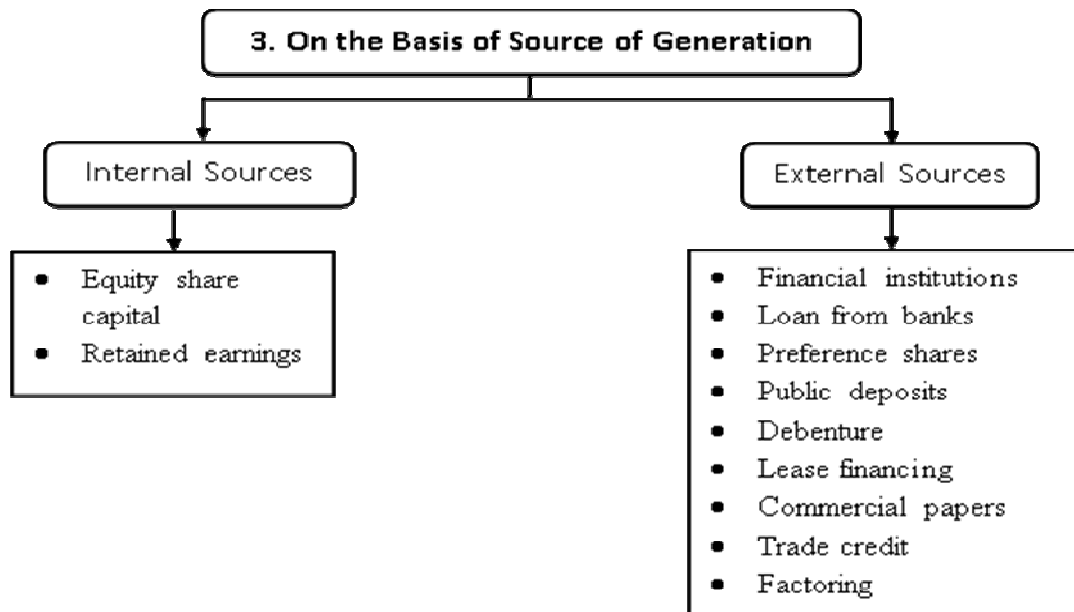 3. On the Basis of Source of Generation
Internal Sources
External Sources
• Equity share
capital
• Retained earnings
• Financial institutions
• Loan from banks
• Preference shares
• Public deposits
• Debenture
• Lease financing
• Commercial papers
• Trade credit
• Factoring